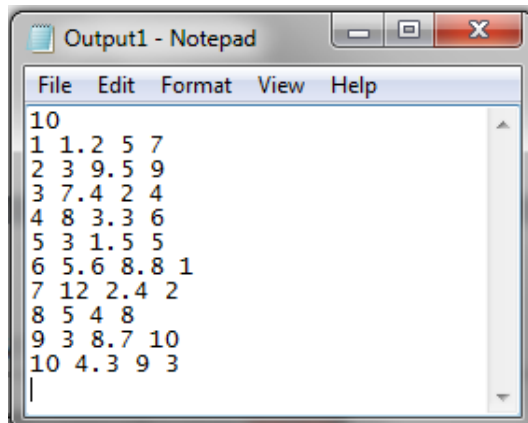 Output1 - Notepad
File Edit Format View Help
10
1 1.2 5 7
2 3 9.5 9
3 7.4 2 4
4 8 3.3 6
5 3 1.5 5
6 5.6 8.8 1
7 12 2.4 2
8 5 4 8
9 3 8.7 10
10 4.3 9 3